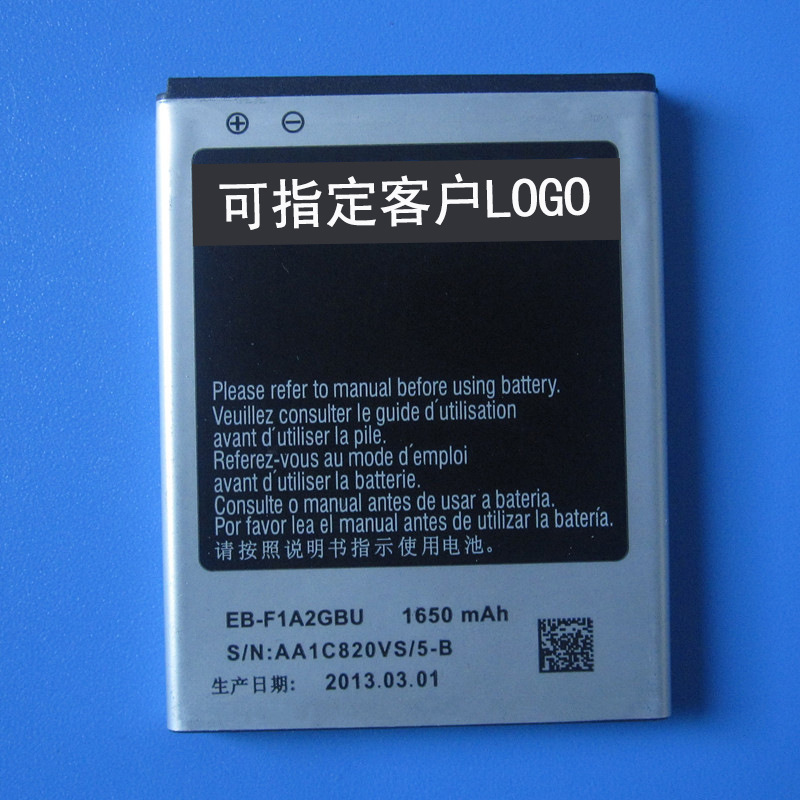 ⊕ ⊖
可指定客户LOGO
Please refer to manual before using battery.
Veuillez consulter le guide d'utilisation
avant d'utiliser la pile.
Referez-vous au mode d'emploi
avant d'utiliser la batterie.
Consulte o manual antes de usar a bateria.
Por favor lea el manual antes de utilizar la batería.
请按照说明书指示使用电池。
EB-F1A2GBU 1650 mAh
S/N:AA1C820VS/5-B
生产日期: 2013.03.01